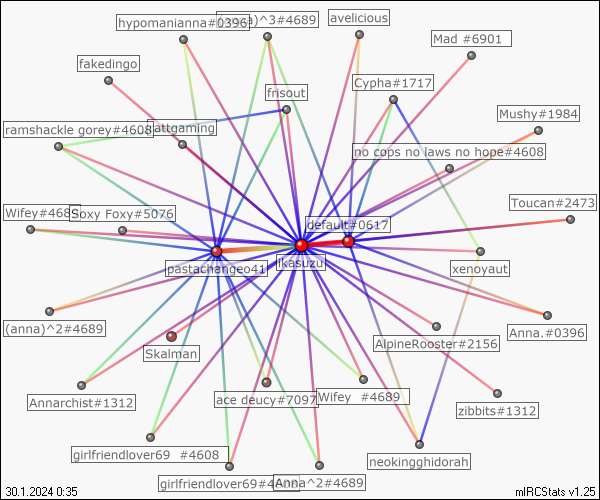 hypomanianna#0396
)^3#4689
avelicious
Mad #6901
fakedingo
Cypha#1717
frisout
Mushy#1984
ramshackle gorey#4608
attgaming
no cops no laws no hope#4608
Toucan#2473
Wifey#4689
Soxy Foxy#5076
default#0617
ikasuzu
pastachangeo41
xenoyaut
(anna)^2#4689
Anna.#0396
Skalman
AlpineRooster#2156
Annarchist#1312
ace deucy#7097
Wifey #4689
zibbits#1312
girlfriendlover69 #4608
neokingghidorah
girlfriendlover69#4
Anna^2#4689
30.1.2024 0:35
mIRCStats v1.25